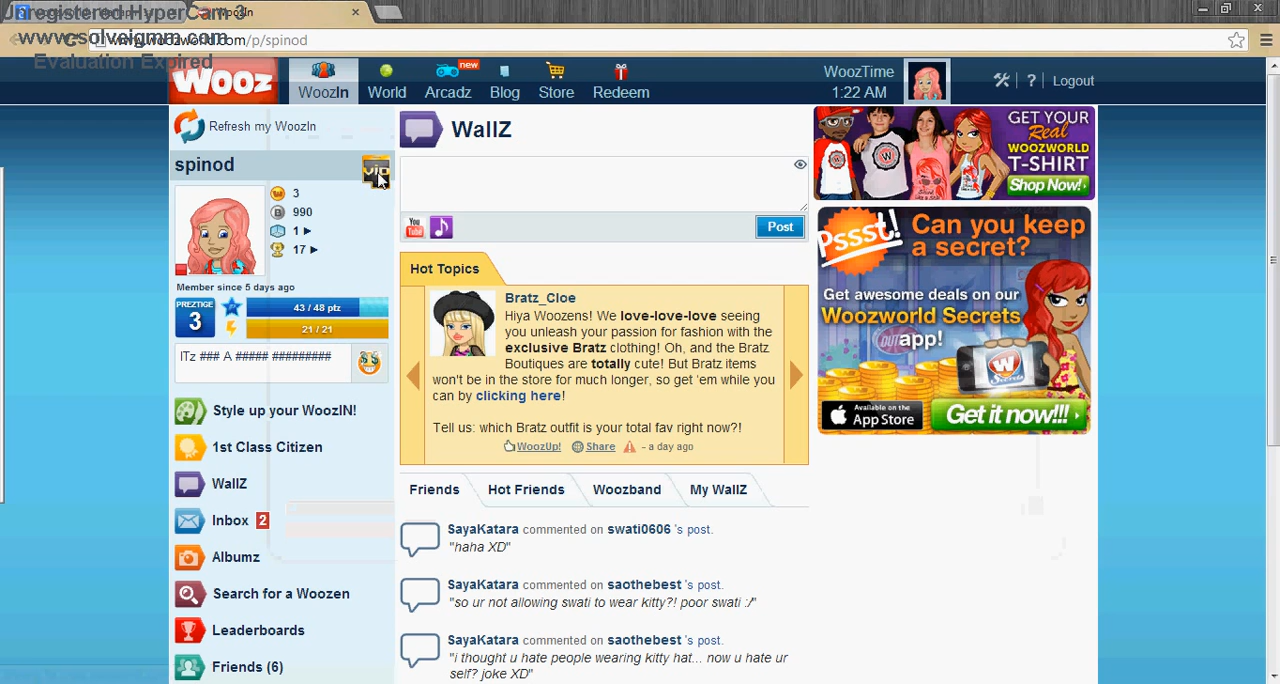 Unregistered HyperCam 3
WoozIn
www.solveigmm.com
woozworld.com/p/spinod
Evaluation Expired
WOOZ
WoozIn
World
new
Arcadz
Blog
Store
Redeem
WoozTime
1:22 AM
?
Logout
Refresh my WoozIn
spinod
vip
3
990
1
17
Member since 5 days ago
PREZTIGE
3
43 / 48 ptz
21 / 21
ITz ### A ##### #########
Style up your WoozIN!
1st Class Citizen
WallZ
Inbox 2
Albumz
Search for a Woozen
Leaderboards
Friends (6)
WallZ
You
Tube
Post
Hot Topics
Bratz_Cloe
Hiya Woozens! We love-love-love seeing
you unleash your passion for fashion with the
exclusive Bratz clothing! Oh, and the Bratz
Boutiques are totally cute! But Bratz items
won't be in the store for much longer, so get 'em while you
can by clicking here!
Tell us: which Bratz outfit is your total fav right now?!
WoozUp! Share - a day ago
Friends
Hot Friends
Woozband
My WallZ
SayaKatara commented on swati0606 's post.
"haha XD"
SayaKatara commented on saothebest 's post.
"so ur not allowing swati to wear kitty?! poor swati :/"
SayaKatara commented on saothebest 's post.
"i thought u hate people wearing kitty hat... now u hate ur
self? joke XD"
GET YOUR
Real
WOOZWORLD
T-SHIRT
Shop Now!
Pssst! Can you keep
a secret?
Get awesome deals on our
Woozworld Secrets
app!
Available on the
App Store
Get it now!!!